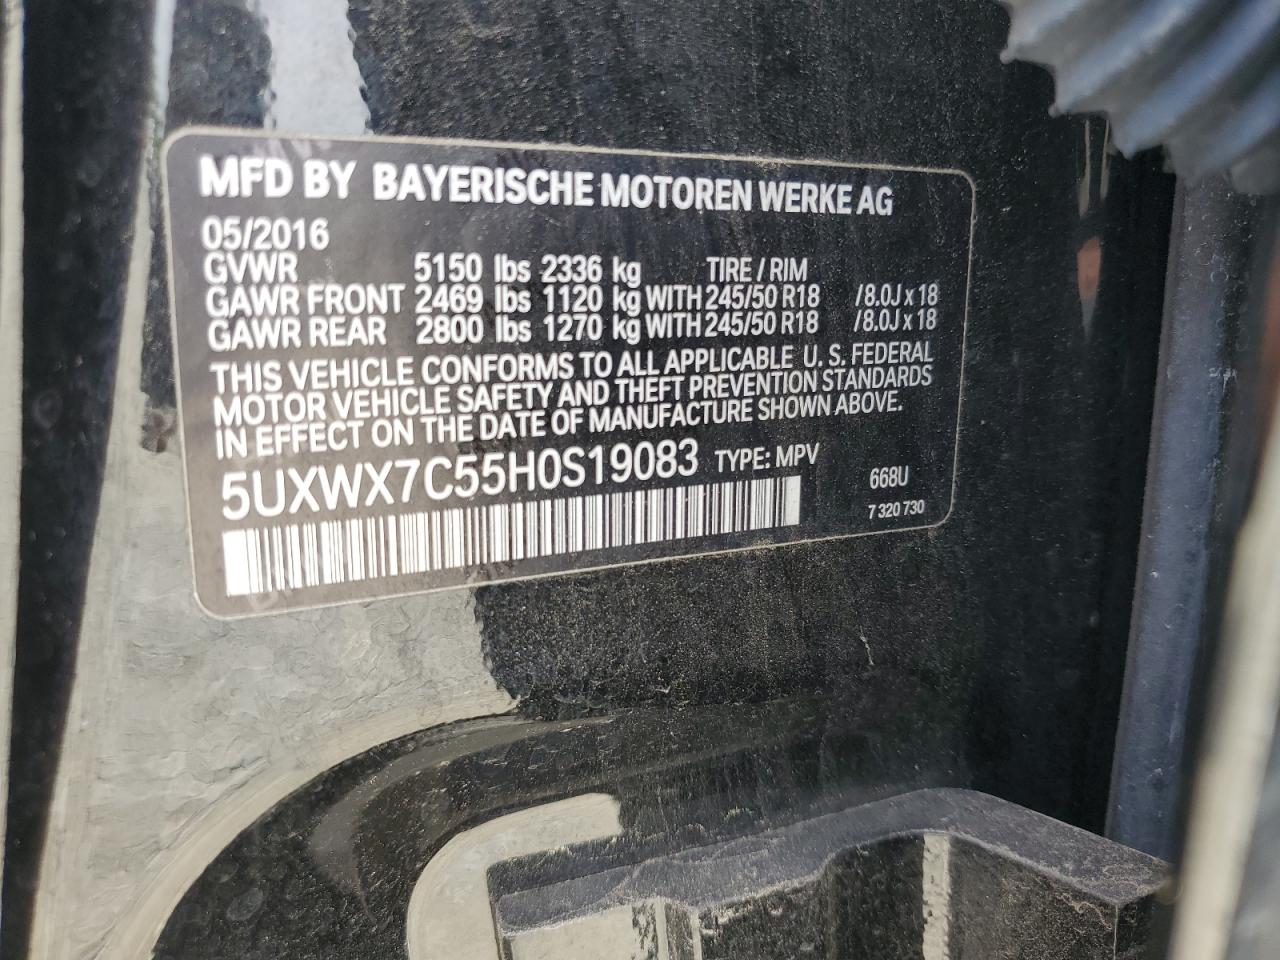 MFD BY BAYERISCHE MOTOREN WERKE AG
05/2016
GVWR 5150 lbs 2336 kg TIRE / RIM
GAWR FRONT 2469 lbs 1120 kg WITH 245/50 R18 /8.0J x 18
GAWR REAR 2800 lbs 1270 kg WITH 245/50 R18 /8.0J x 18
THIS VEHICLE CONFORMS TO ALL APPLICABLE U. S. FEDERAL
MOTOR VEHICLE SAFETY AND THEFT PREVENTION STANDARDS
IN EFFECT ON THE DATE OF MANUFACTURE SHOWN ABOVE.
5UXWX7C55H0S19083 TYPE: MPV
668U
7 320 730